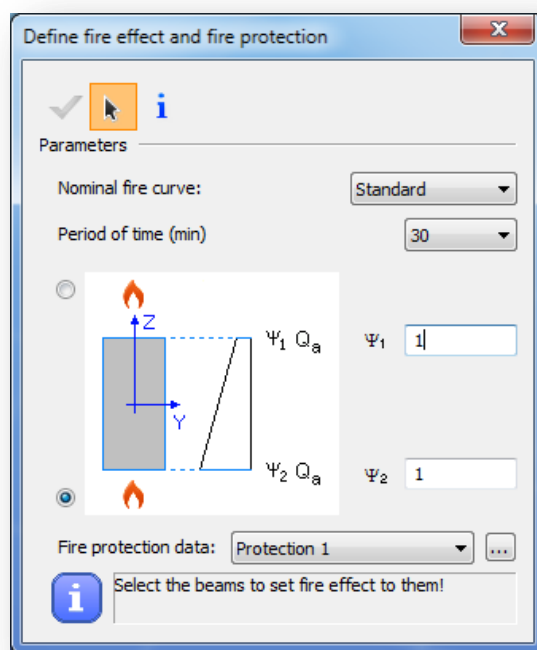 Define fire effect and fire protection
Parameters
Nominal fire curve: Standard
Period of time (min) 30
Z
Ψ₁ Qₐ Ψ₁ 1
Y
Ψ₂ Qₐ Ψ₂ 1
Fire protection data: Protection 1 ...
Select the beams to set fire effect to them!